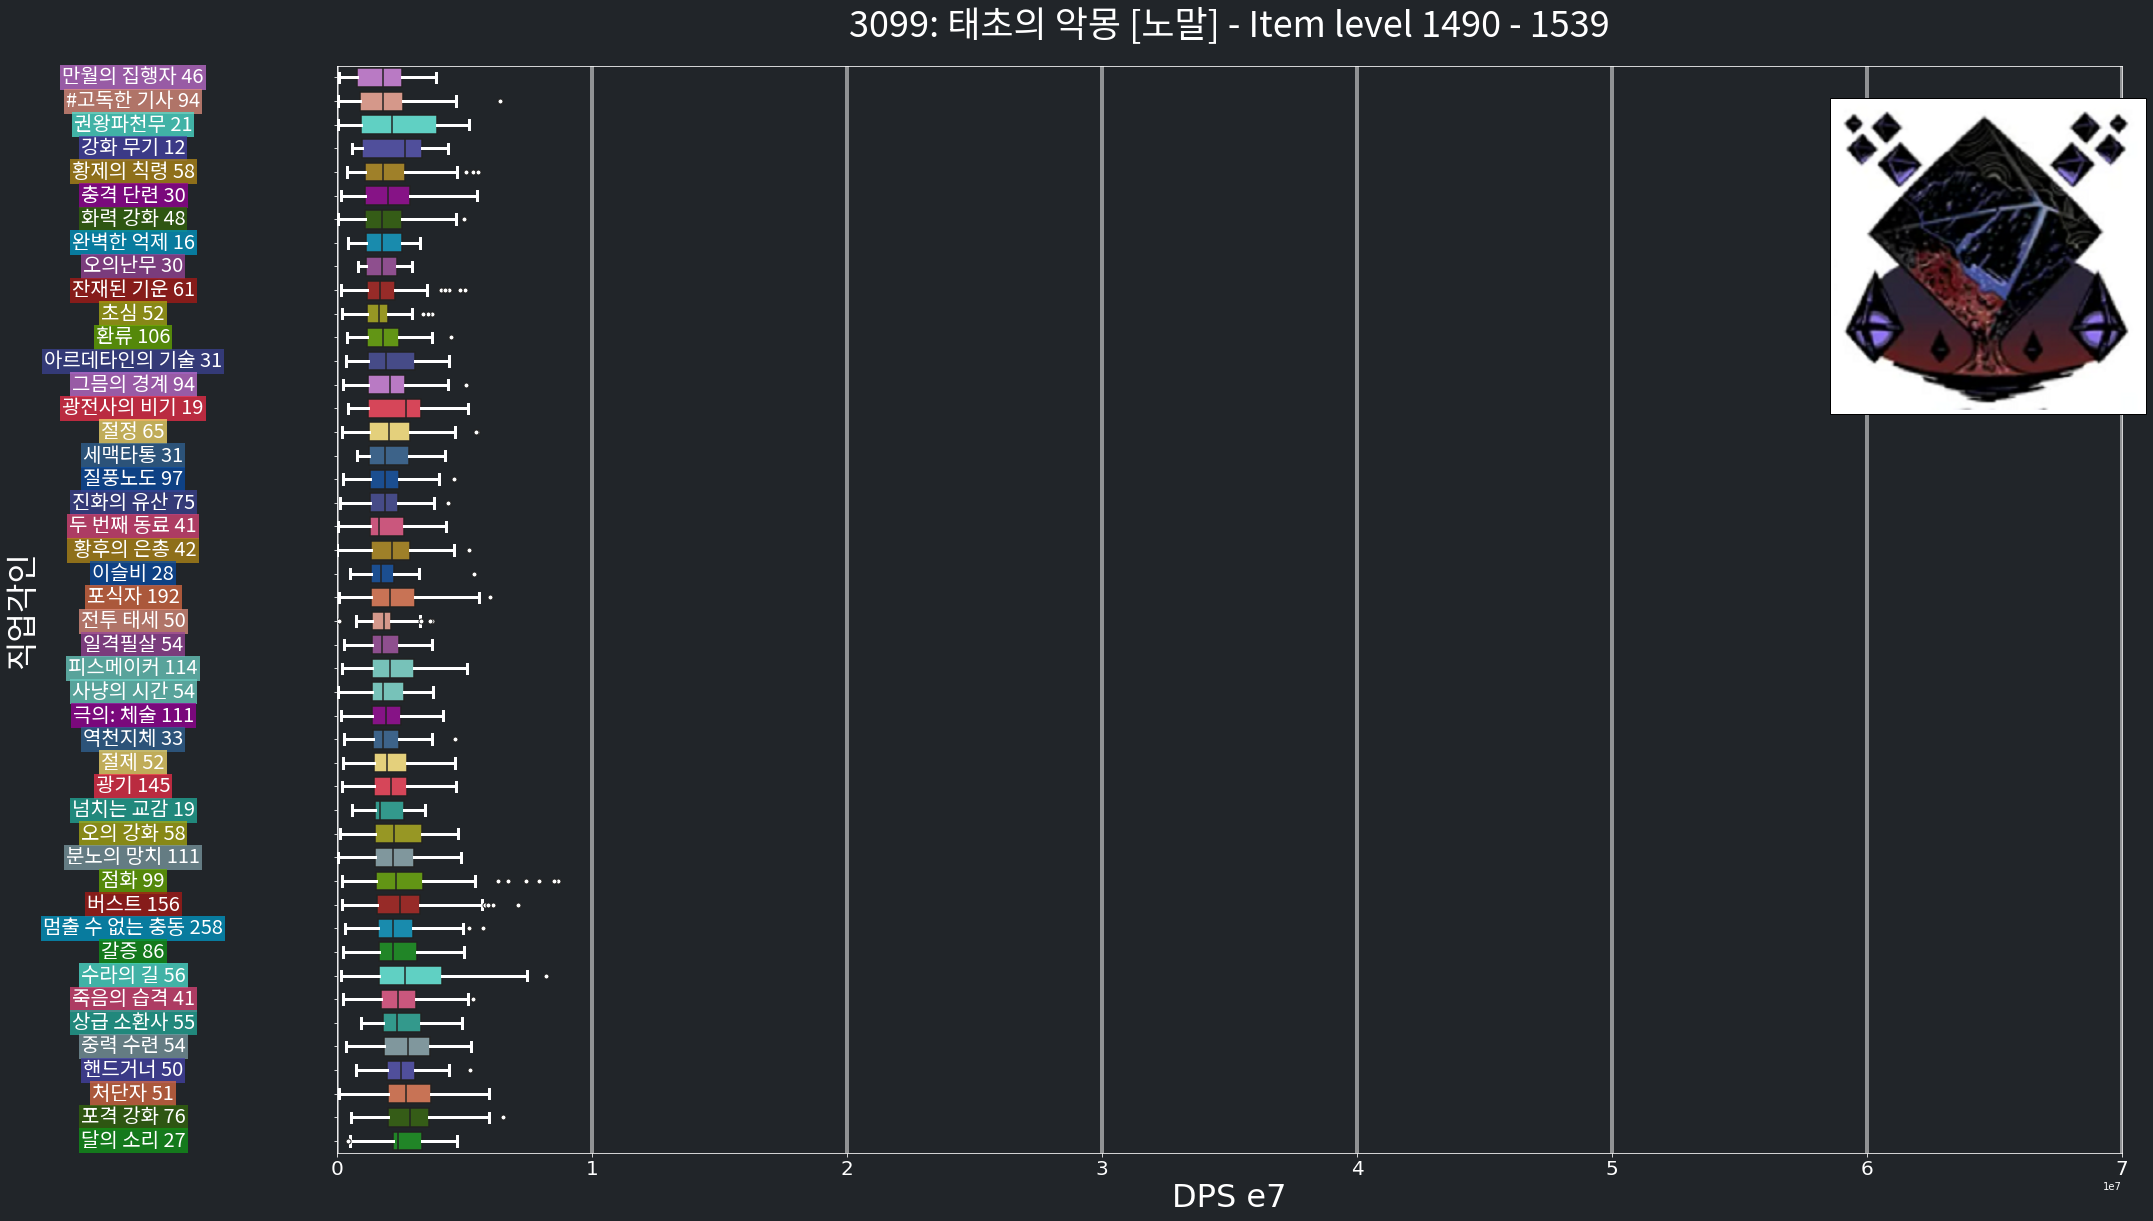 3099: 태초의 악몽 [노말] - Item level 1490 - 1539
만월의 집행자 46
#고독한 기사 94
권왕파천무 21
강화 무기 12
황제의 칙령 58
충격 단련 30
화력 강화 48
완벽한 억제 16
오의난무 30
잔재된 기운 61
초심 52
환류 106
아르데타인의 기술 31
그믐의 경계 94
광전사의 비기 19
절정 65
세맥타통 31
질풍노도 97
진화의 유산 75
두 번째 동료 41
황후의 은총 42
이슬비 28
포식자 192
전투 태세 50
일격필살 54
피스메이커 114
사냥의 시간 54
극의: 체술 111
역천지체 33
절제 52
광기 145
넘치는 교감 19
오의 강화 58
분노의 망치 111
점화 99
버스트 156
멈출 수 없는 충동 258
갈증 86
수라의 길 56
죽음의 습격 41
상급 소환사 55
중력 수련 54
핸드거너 50
처단자 51
포격 강화 76
달의 소리 27
직업각인
0 1 2 3 4 5 6 7
1e7
DPS e7